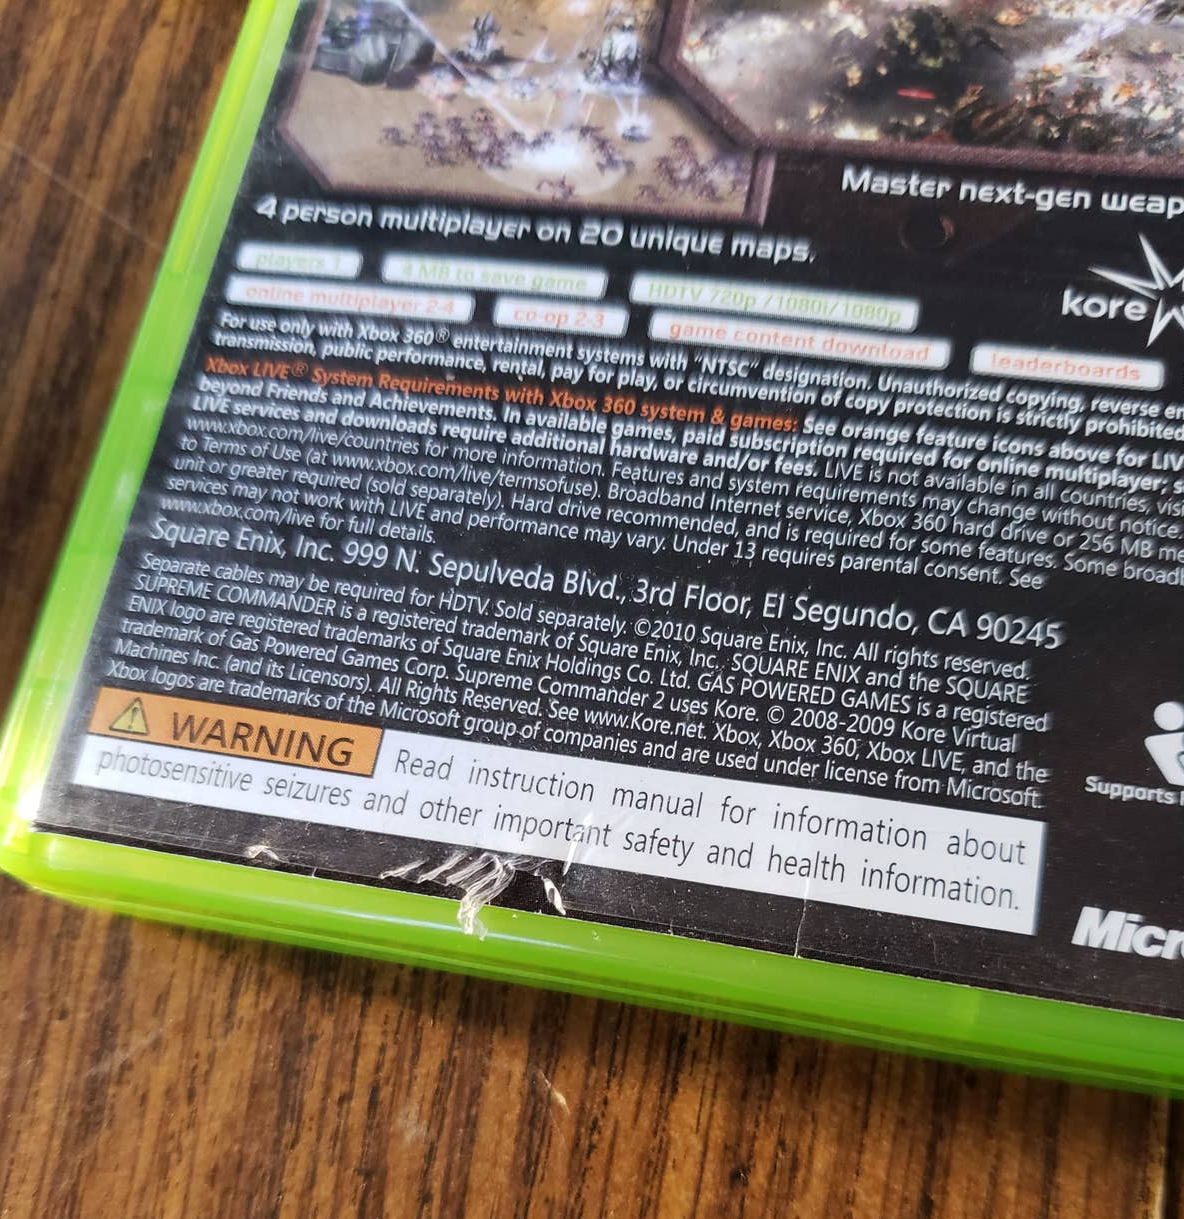 Master next-gen weap
4 person multiplayer on 20 unique maps.
players 1 4 MB to save game HDTV 720p /1080i/1080p
online multiplayer 2-4 co-op 2-3 game content download leaderboards
kore
For use only with Xbox 360® entertainment systems with "NTSC" designation. Unauthorized copying, reverse en
transmission, public performance, rental, pay for play, or circumvention of copy protection is strictly prohibited
Xbox LIVE® System Requirements with Xbox 360 system & games: See orange feature icons above for LIV
beyond Friends and Achievements. In available games, paid subscription required for online multiplayer; s
LIVE services and downloads require additional hardware and/or fees. LIVE is not available in all countries, vis
www.xbox.com/live/countries for more information. Features and system requirements may change without notice.
to Terms of Use (at www.xbox.com/live/termsofuse). Broadband Internet service, Xbox 360 hard drive or 256 MB me
unit or greater required (sold separately). Hard drive recommended, and is required for some features. Some broadb
services may not work with LIVE and performance may vary. Under 13 requires parental consent. See
www.xbox.com/live for full details.
Square Enix, Inc. 999 N. Sepulveda Blvd., 3rd Floor, El Segundo, CA 90245
Separate cables may be required for HDTV. Sold separately. ©2010 Square Enix, Inc. All rights reserved.
SUPREME COMMANDER is a registered trademark of Square Enix, Inc. SQUARE ENIX and the SQUARE
ENIX logo are registered trademarks of Square Enix Holdings Co. Ltd. GAS POWERED GAMES is a registered
trademark of Gas Powered Games Corp. Supreme Commander 2 uses Kore. © 2008-2009 Kore Virtual
Machines Inc. (and its Licensors). All Rights Reserved. See www.Kore.net. Xbox, Xbox 360, Xbox LIVE, and the
Xbox logos are trademarks of the Microsoft group of companies and are used under license from Microsoft.
WARNING Read instruction manual for information about
photosensitive seizures and other important safety and health information.
Supports
Micr